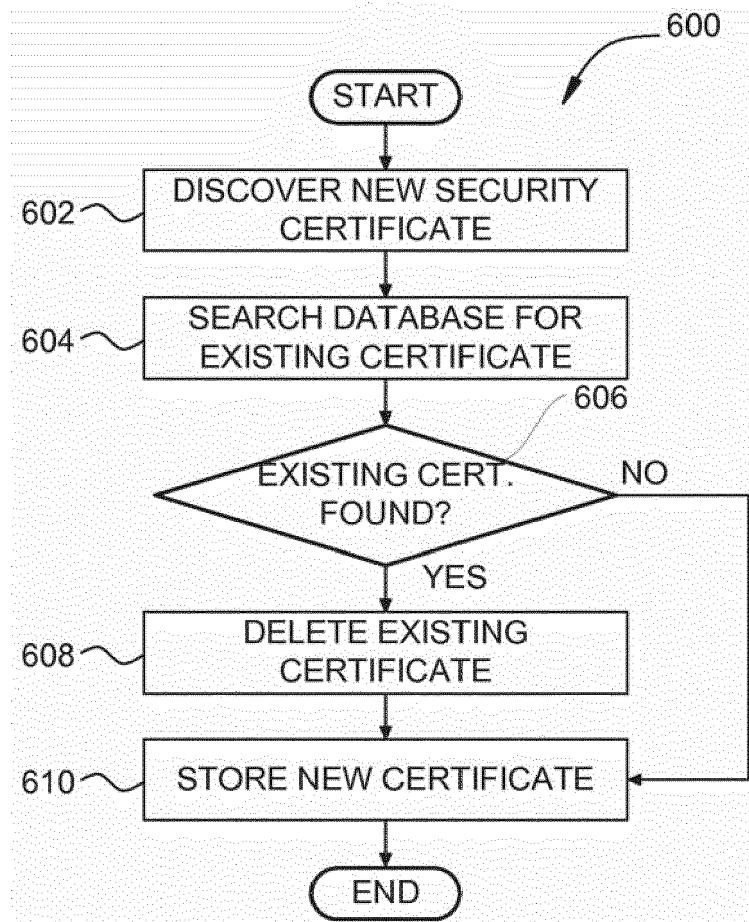 600
START
602
DISCOVER NEW SECURITY
CERTIFICATE
604
SEARCH DATABASE FOR
EXISTING CERTIFICATE
606
EXISTING CERT.
FOUND?
NO
YES
608
DELETE EXISTING
CERTIFICATE
610
STORE NEW CERTIFICATE
END